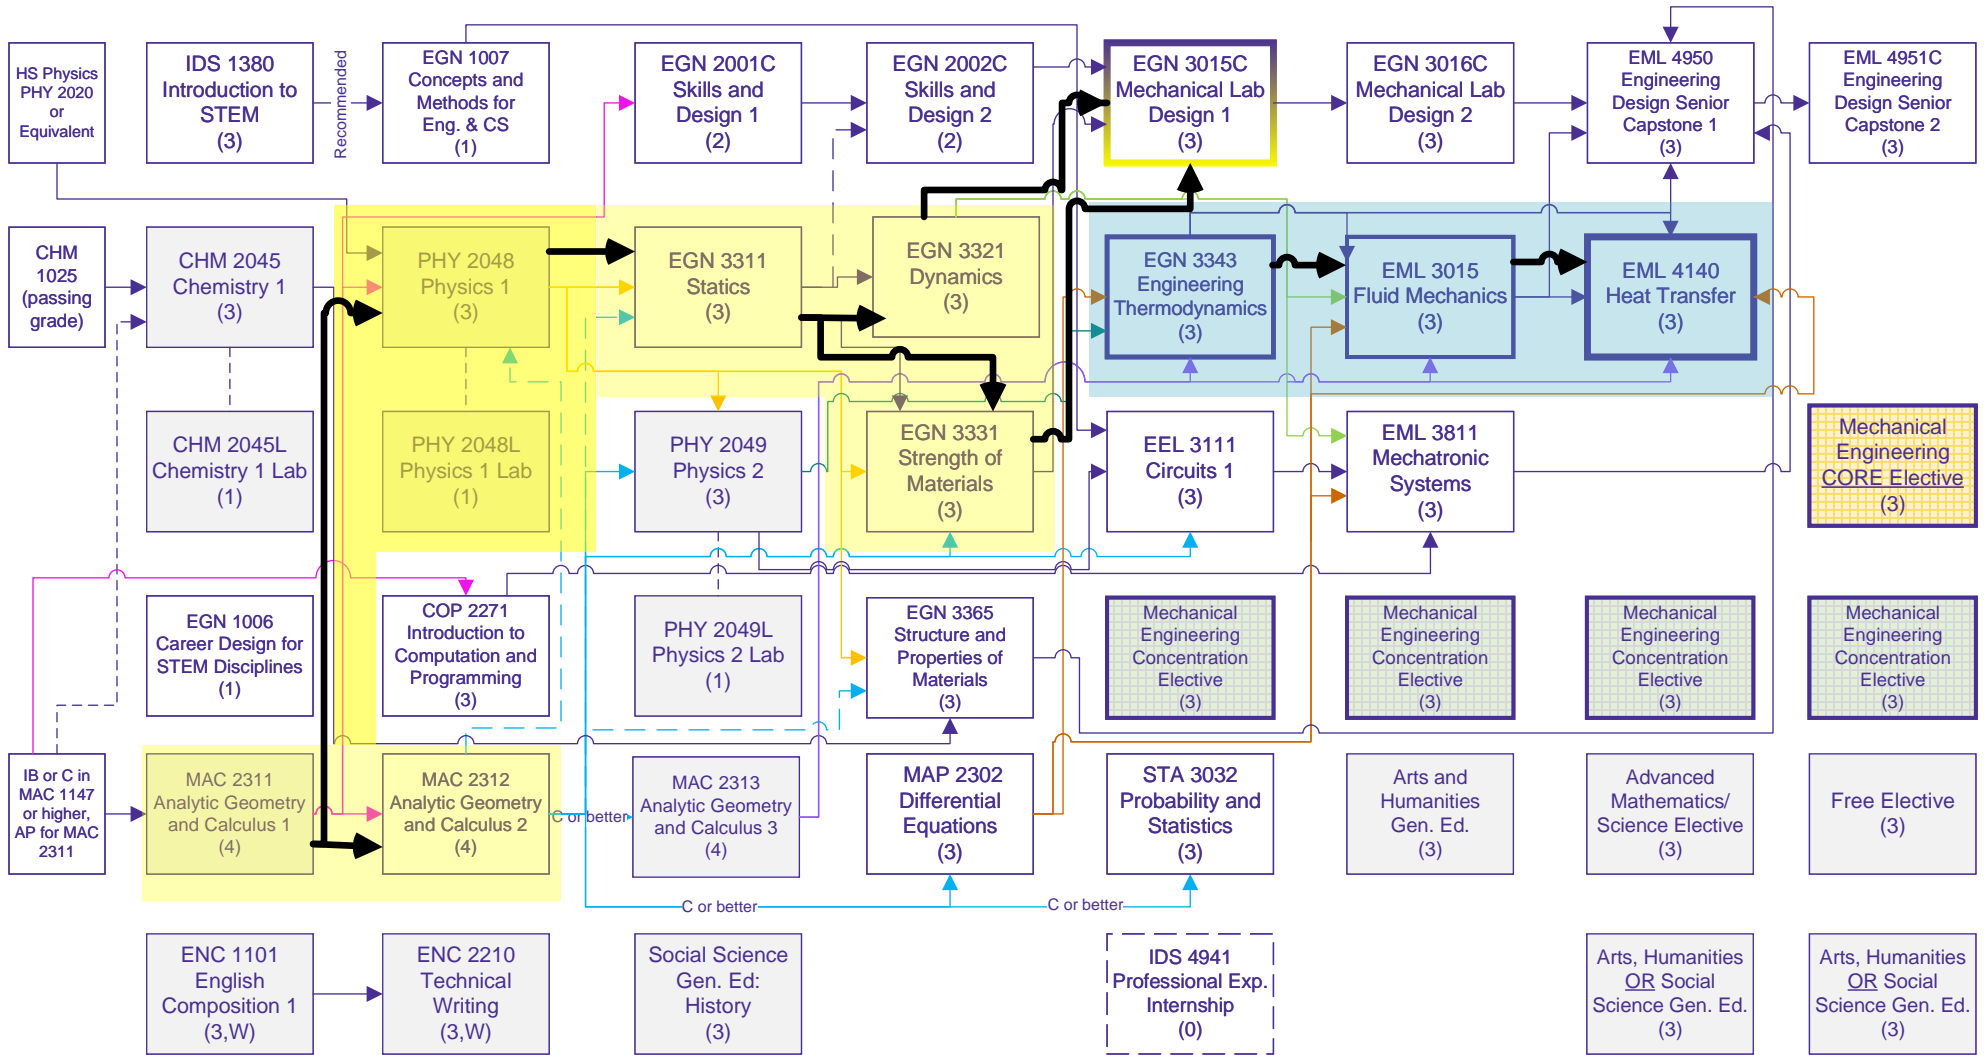 HS Physics
PHY 2020
or
Equivalent
IDS 1380
Introduction to
STEM
(3)
Recommended
EGN 1007
Concepts and
Methods for
Eng. & CS
(1)
EGN 2001C
Skills and
Design 1
(2)
EGN 2002C
Skills and
Design 2
(2)
EGN 3015C
Mechanical Lab
Design 1
(3)
EGN 3016C
Mechanical Lab
Design 2
(3)
EML 4950
Engineering
Design Senior
Capstone 1
(3)
EML 4951C
Engineering
Design Senior
Capstone 2
(3)
CHM
1025
(passing
grade)
CHM 2045
Chemistry 1
(3)
PHY 2048
Physics 1
(3)
EGN 3311
Statics
(3)
EGN 3321
Dynamics
(3)
EGN 3343
Engineering
Thermodynamics
(3)
EML 3015
Fluid Mechanics
(3)
EML 4140
Heat Transfer
(3)
CHM 2045L
Chemistry 1 Lab
(1)
PHY 2048L
Physics 1 Lab
(1)
PHY 2049
Physics 2
(3)
EGN 3331
Strength of
Materials
(3)
EEL 3111
Circuits 1
(3)
EML 3811
Mechatronic
Systems
(3)
Mechanical
Engineering
CORE Elective
(3)
EGN 1006
Career Design for
STEM Disciplines
(1)
COP 2271
Introduction to
Computation and
Programming
(3)
PHY 2049L
Physics 2 Lab
(1)
EGN 3365
Structure and
Properties of
Materials
(3)
Mechanical
Engineering
Concentration
Elective
(3)
Mechanical
Engineering
Concentration
Elective
(3)
Mechanical
Engineering
Concentration
Elective
(3)
Mechanical
Engineering
Concentration
Elective
(3)
IB or C in
MAC 1147
or higher,
AP for MAC
2311
MAC 2311
Analytic Geometry
and Calculus 1
(4)
MAC 2312
Analytic Geometry
and Calculus 2
(4)
C or better
MAC 2313
Analytic Geometry
and Calculus 3
(4)
MAP 2302
Differential
Equations
(3)
STA 3032
Probability and
Statistics
(3)
Arts and
Humanities
Gen. Ed.
(3)
Advanced
Mathematics/
Science Elective
(3)
Free Elective
(3)
C or better
C or better
ENC 1101
English
Composition 1
(3,W)
ENC 2210
Technical
Writing
(3,W)
Social Science
Gen. Ed:
History
(3)
IDS 4941
Professional Exp.
Internship
(0)
Arts, Humanities
OR Social
Science Gen. Ed.
(3)
Arts, Humanities
OR Social
Science Gen. Ed.
(3)